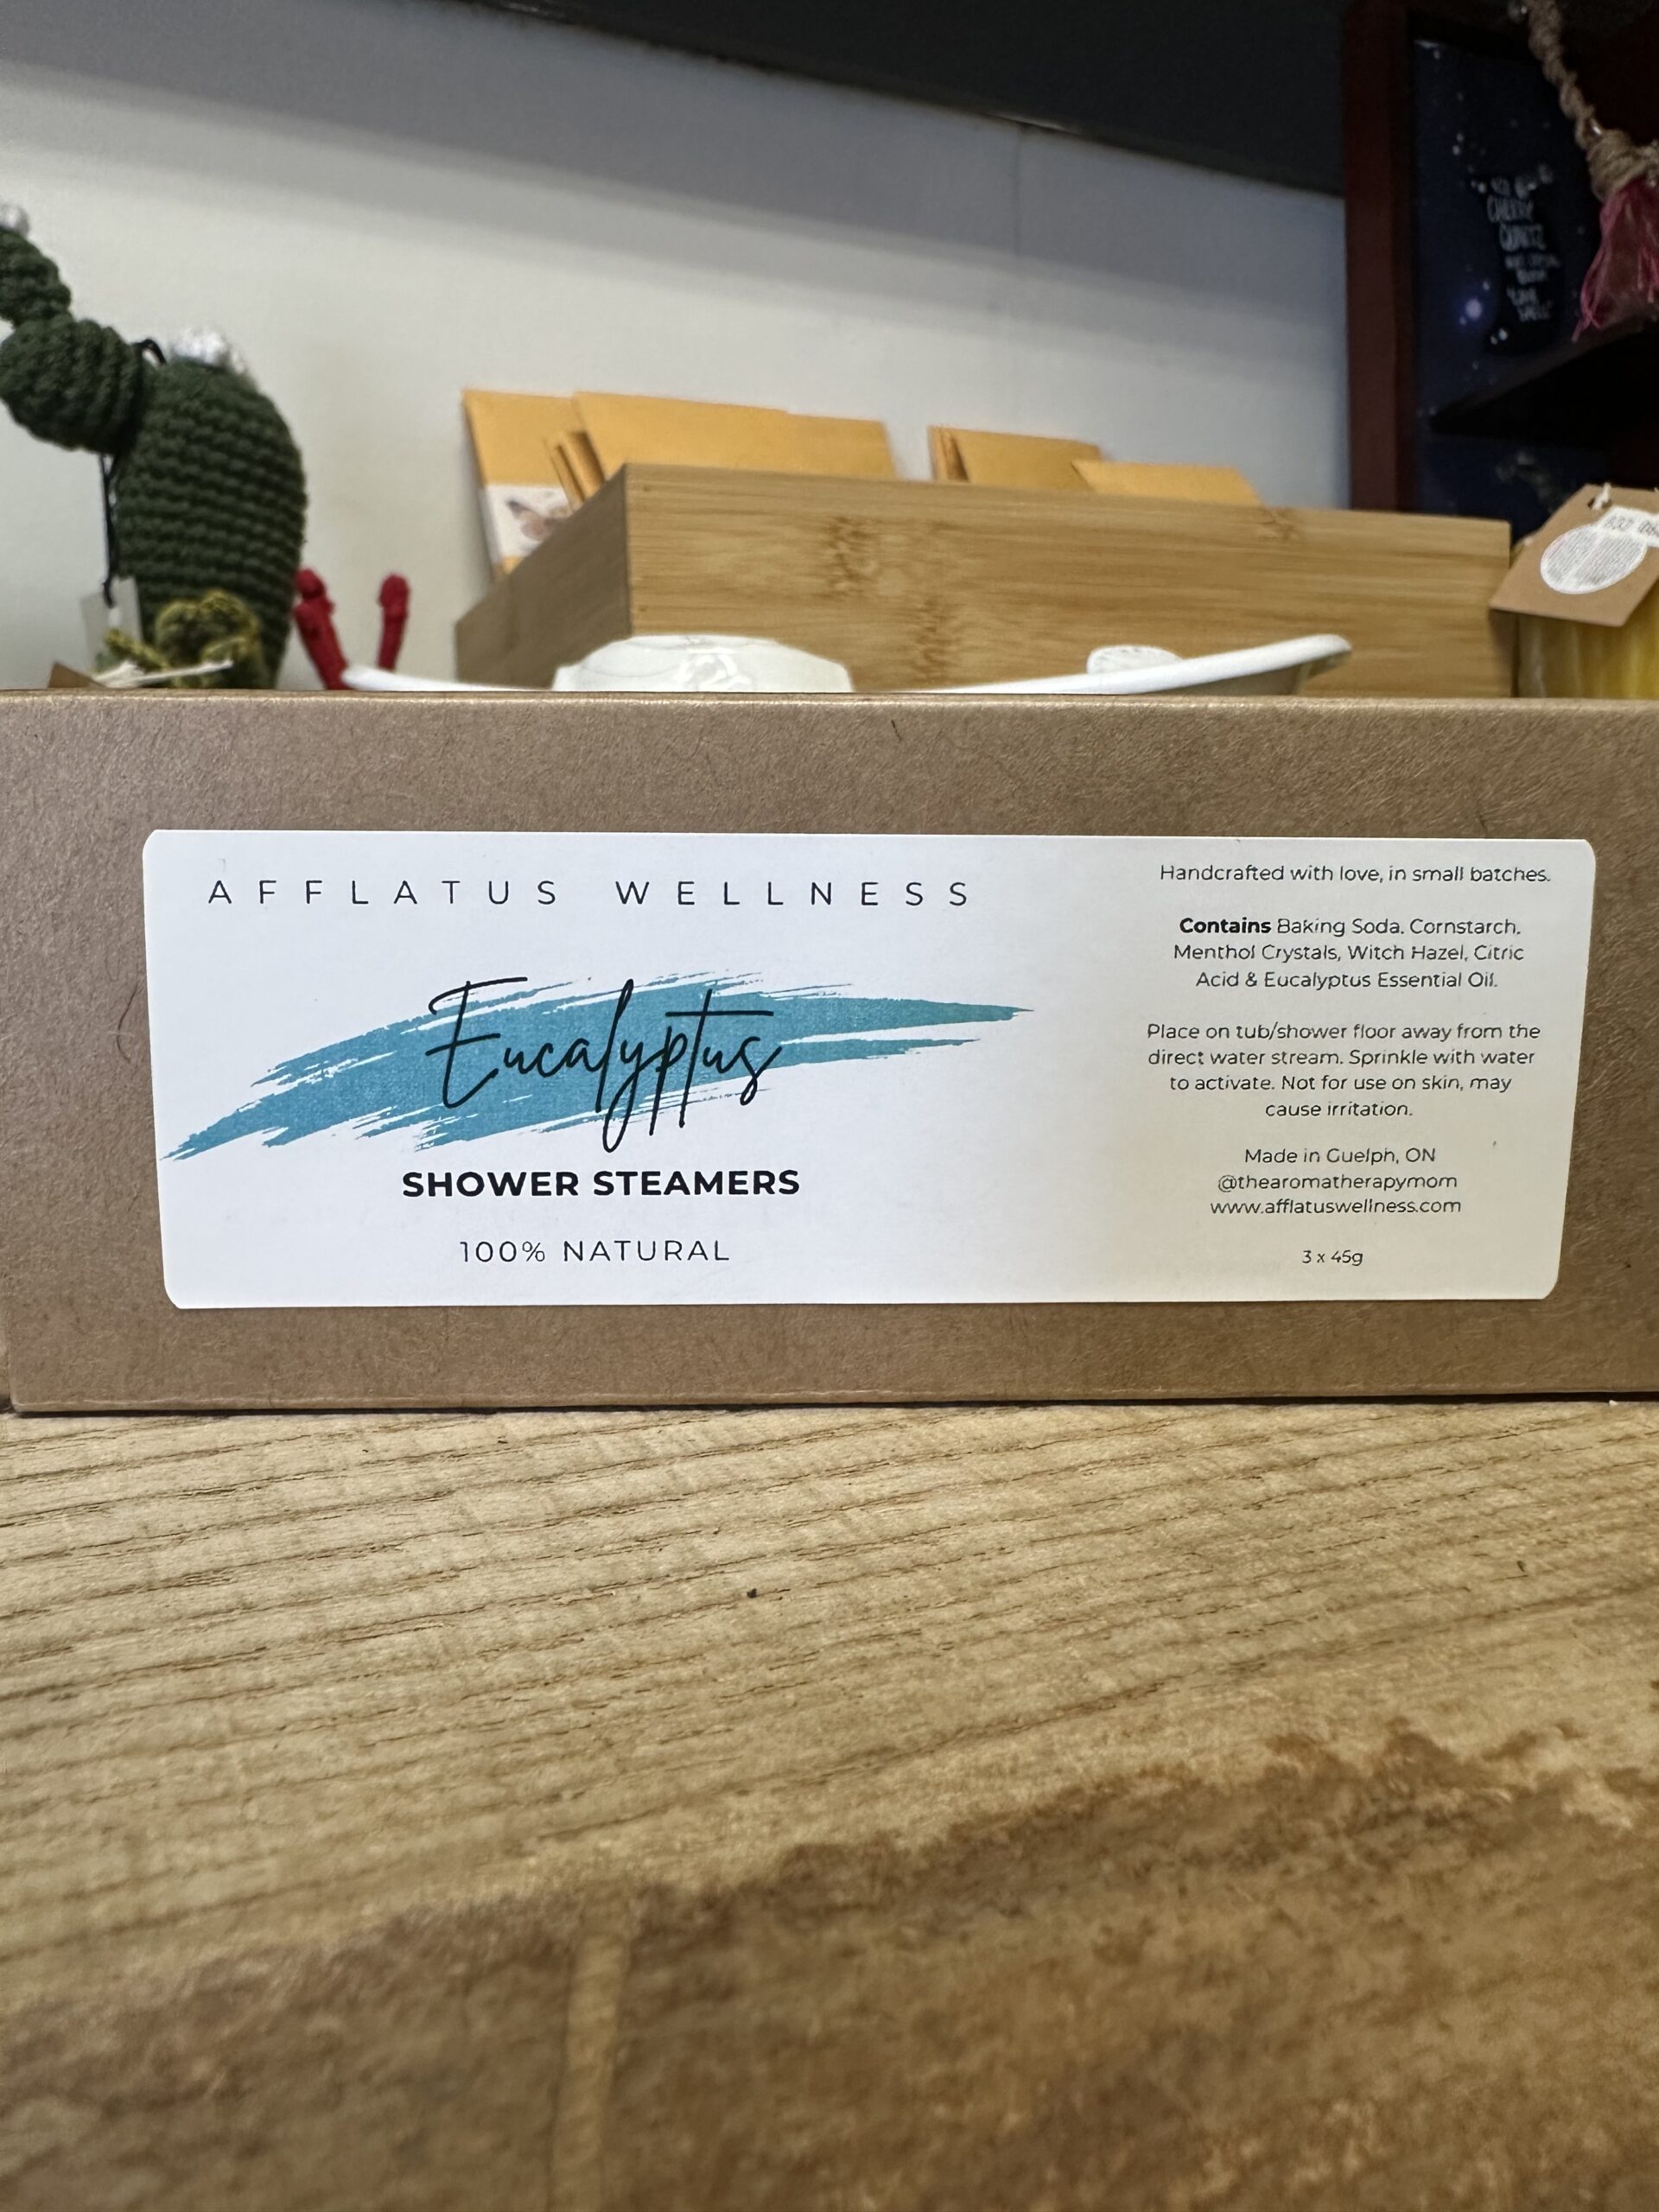 CHERRY
QUARTZ
AFFLATUS WELLNESS
Eucalyptus
SHOWER STEAMERS
100% NATURAL
Handcrafted with love, in small batches.
Contains Baking Soda, Cornstarch,
Menthol Crystals, Witch Hazel, Citric
Acid & Eucalyptus Essential Oil.
Place on tub/shower floor away from the
direct water stream. Sprinkle with water
to activate. Not for use on skin, may
cause irritation.
Made in Guelph, ON
@thearomatherapymom
www.afflatuswellness.com
3 x 45g